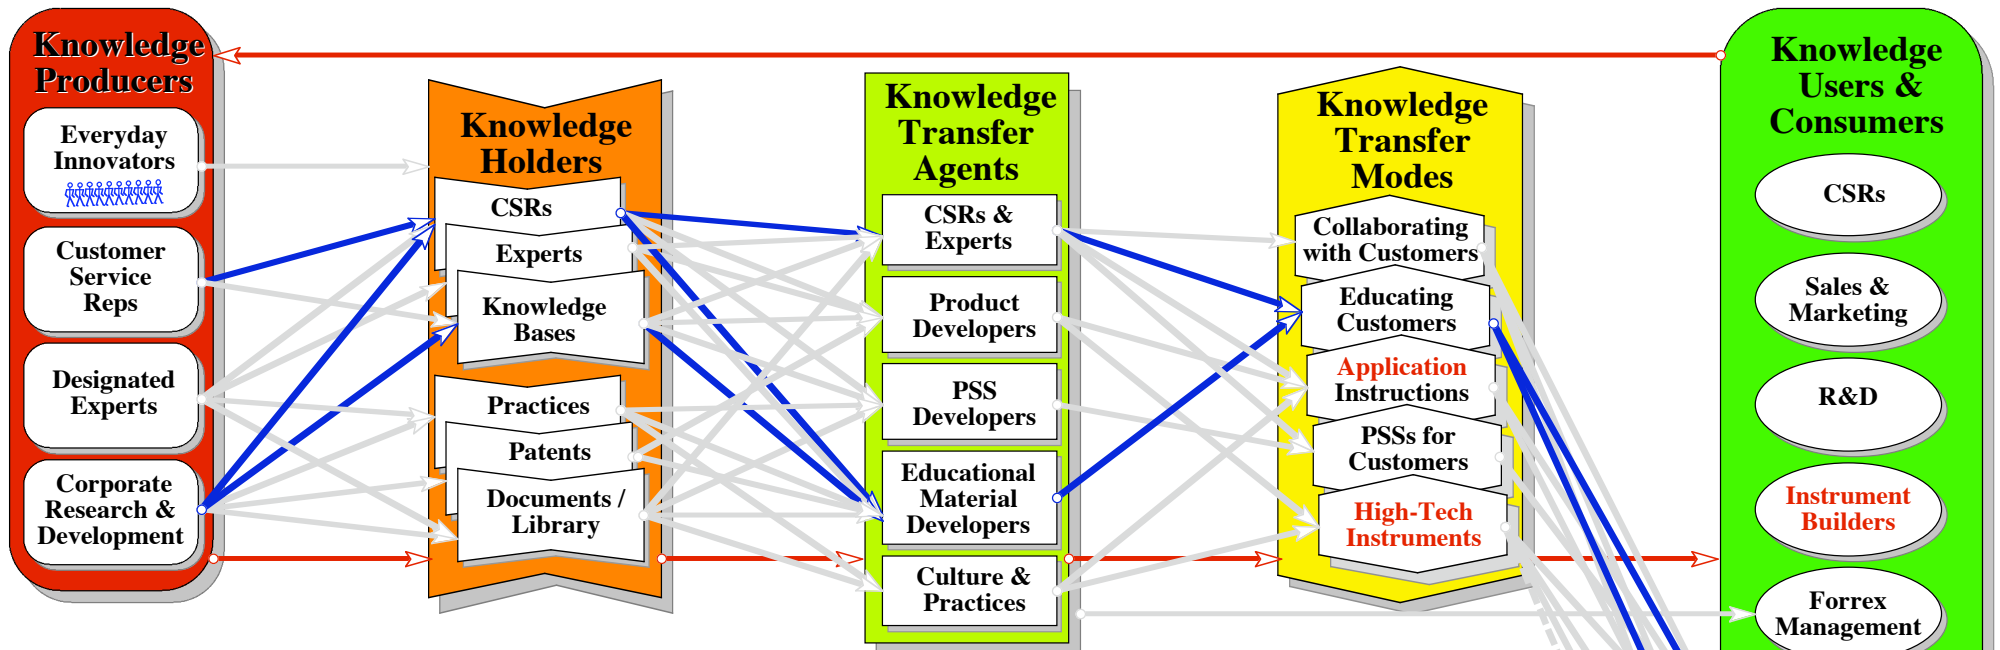 Knowledge
Producers
Everyday
Innovators
Customer
Service
Reps
Designated
Experts
Corporate
Research &
Development
Knowledge
Holders
CSRs
Experts
Knowledge
Bases
Practices
Patents
Documents /
Library
Knowledge
Transfer
Agents
CSRs &
Experts
Product
Developers
PSS
Developers
Educational
Material
Developers
Culture &
Practices
Knowledge
Transfer
Modes
Collaborating
with Customers
Educating
Customers
Application
Instructions
PSSs for
Customers
High-Tech
Instruments
Knowledge
Users &
Consumers
CSRs
Sales &
Marketing
R&D
Instrument
Builders
Forrex
Management